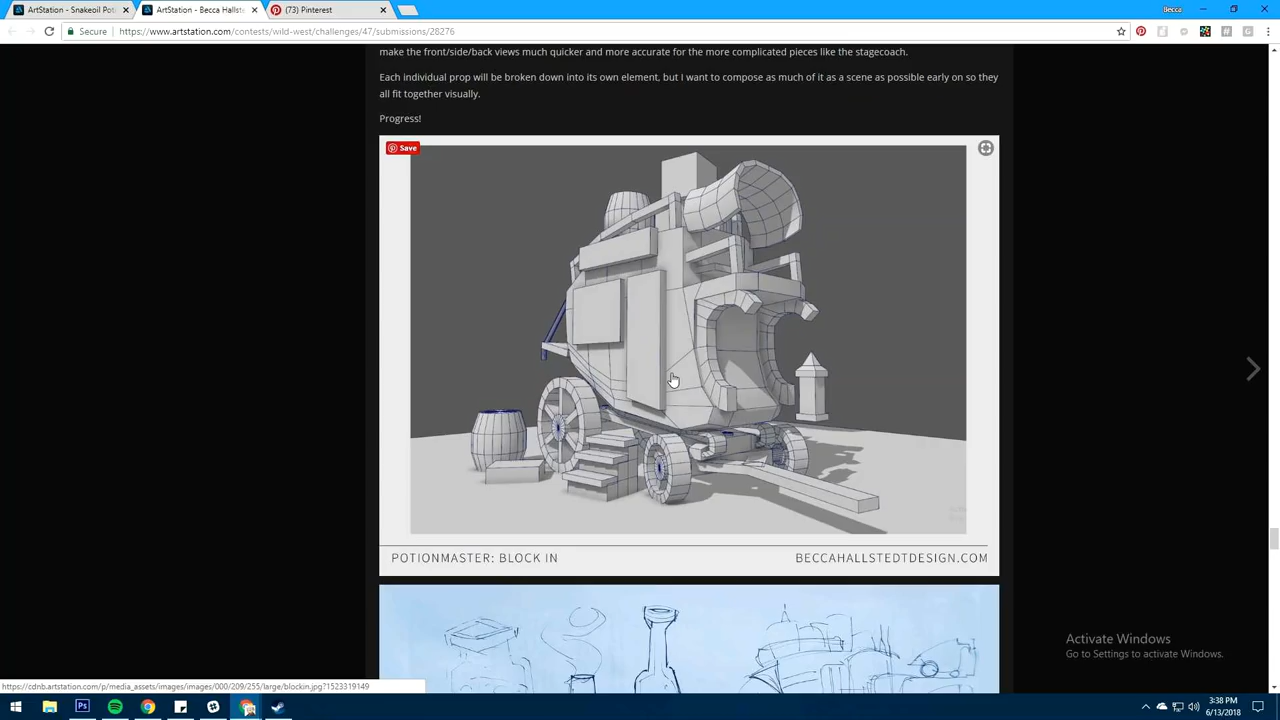 ArtStation - Snakeoil Pot
ArtStation - Becca Hallst
(73) Pinterest
Becca
Secure
https://www.artstation.com/contests/wild-west/challenges/47/submissions/28276
make the front/side/back views much quicker and more accurate for the more complicated pieces like the stagecoach.
Each individual prop will be broken down into its own element, but I want to compose as much of it as a scene as possible early on so they
all fit together visually.
Progress!
Save
POTIONMASTER: BLOCK IN
BECCAHALLSTEDTDESIGN.COM
Activate Windows
Go to Settings to activate Windows.
https://cdnb.artstation.com/p/media_assets/images/images/000/209/255/large/blockin.jpg?1523319149
Ps
3:38 PM
6/13/2018